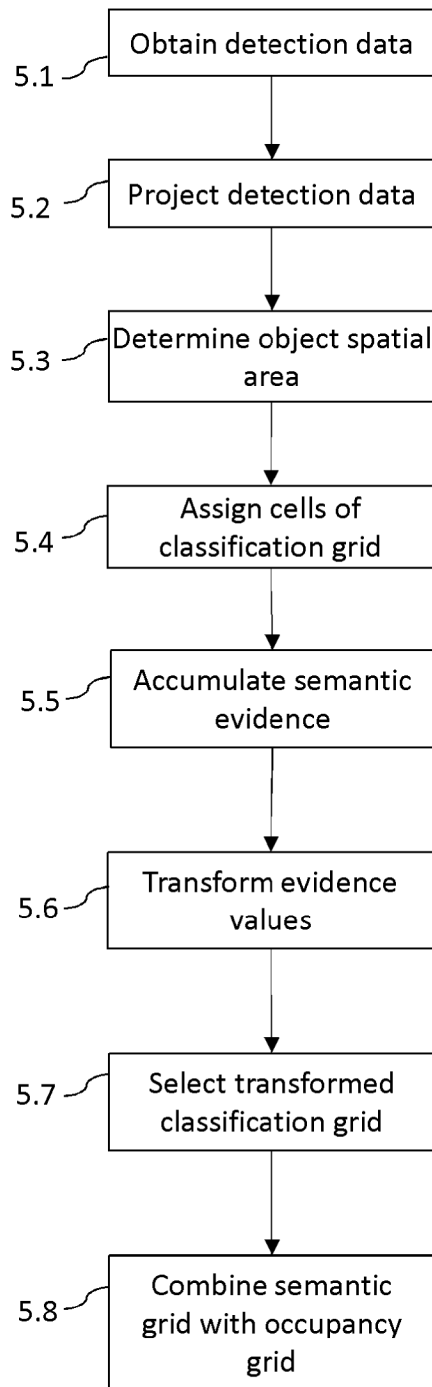 5.1
Obtain detection data
5.2
Project detection data
5.3
Determine object spatial
area
5.4
Assign cells of
classification grid
5.5
Accumulate semantic
evidence
5.6
Transform evidence
values
5.7
Select transformed
classification grid
5.8
Combine semantic
grid with occupancy
grid